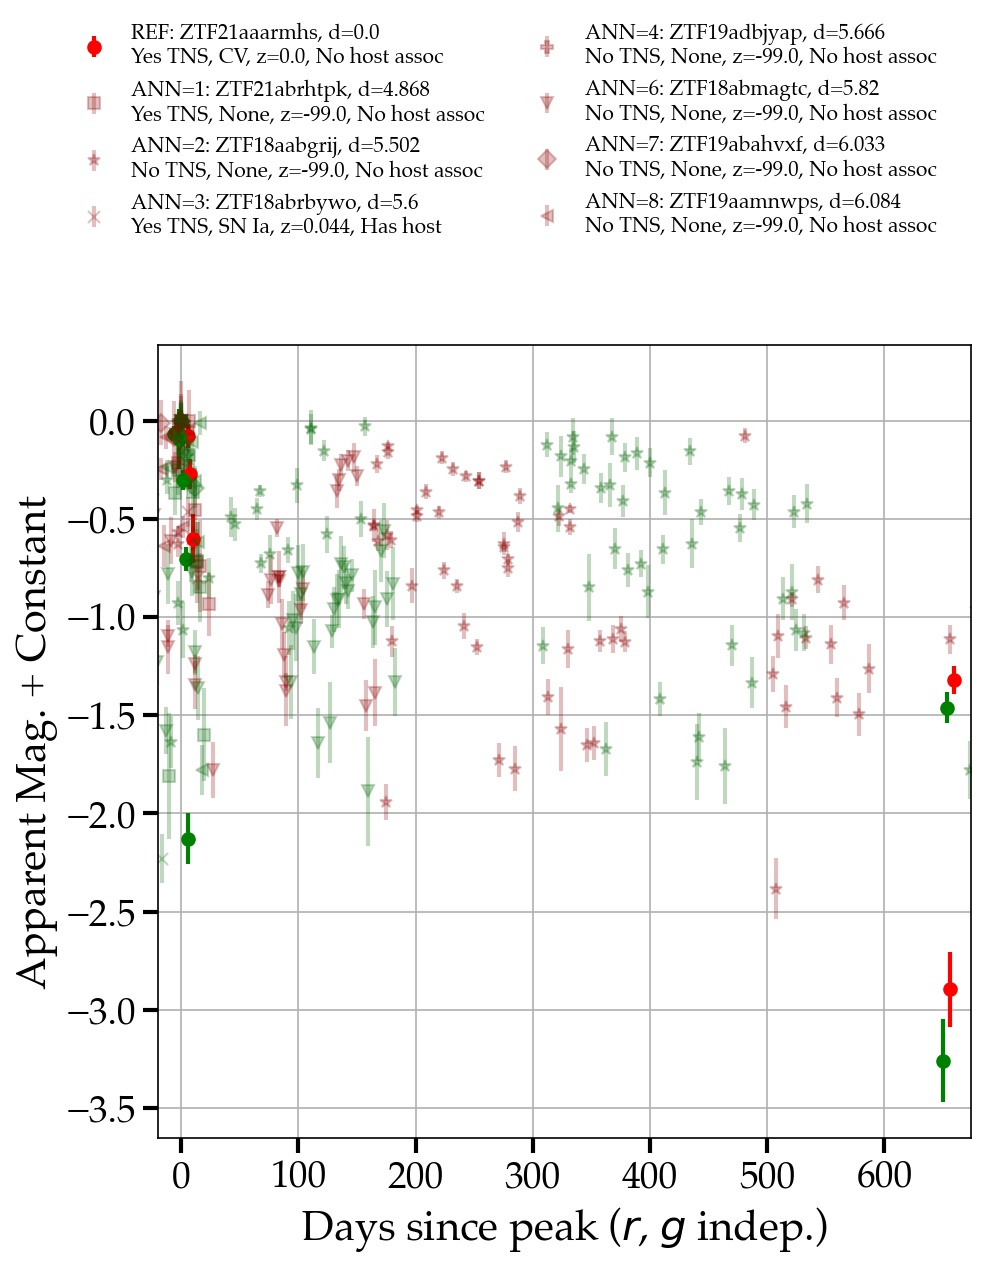 REF: ZTF21aaarmhs, d=0.0
Yes TNS, CV, z=0.0, No host assoc
ANN=1: ZTF21abrhtpk, d=4.868
Yes TNS, None, z=-99.0, No host assoc
ANN=2: ZTF18aabgrij, d=5.502
No TNS, None, z=-99.0, No host assoc
ANN=3: ZTF18abrbywo, d=5.6
Yes TNS, SN Ia, z=0.044, Has host
ANN=4: ZTF19adbjyap, d=5.666
No TNS, None, z=-99.0, No host assoc
ANN=6: ZTF18abmagtc, d=5.82
No TNS, None, z=-99.0, No host assoc
ANN=7: ZTF19abahvxf, d=6.033
No TNS, None, z=-99.0, No host assoc
ANN=8: ZTF19aamnwps, d=6.084
No TNS, None, z=-99.0, No host assoc
Apparent Mag. + Constant
0.0
−0.5
−1.0
−1.5
−2.0
−2.5
−3.0
−3.5
0 100 200 300 400 500 600
Days since peak (r, g indep.)